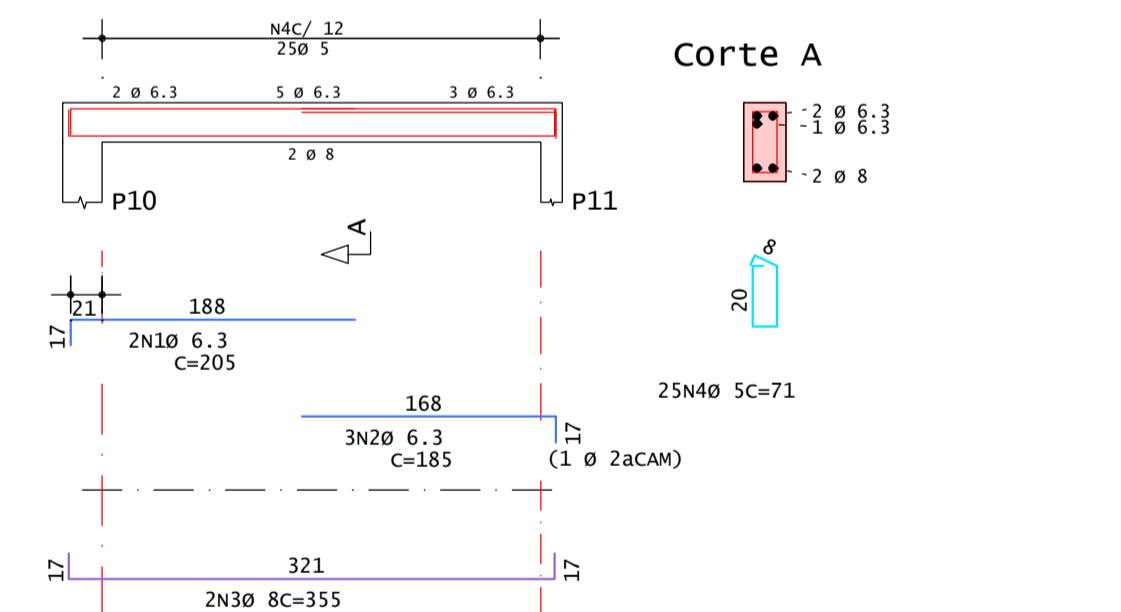 N4C/ 12
25Ø 5
Corte A
2 Ø 6.3
5 Ø 6.3
3 Ø 6.3
2 Ø 6.3
1 Ø 6.3
2 Ø 8
2 Ø 8
P10
P11
A
8
20
21
188
17
2N1Ø 6.3
C=205
25N4Ø 5C=71
168
17
3N2Ø 6.3
C=185
(1 Ø 2aCAM)
17
321
17
2N3Ø 8C=355